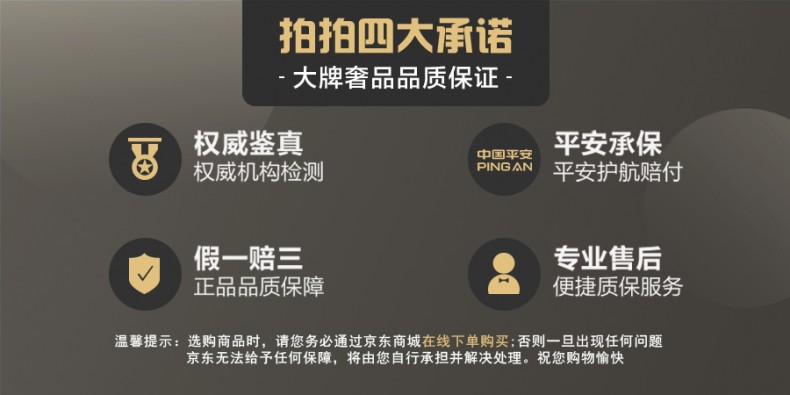 拍拍四大承诺
-大牌奢品品质保证-
权威鉴真
权威机构检测
中国平安
PING AN
平安承保
平安护航赔付
假一赔三
正品品质保障
专业售后
便捷质保服务
温馨提示：选购商品时，请您务必通过京东商城在线下单购买;否则一旦出现任何问题
京东无法给予任何保障，将由您自行承担并解决处理。祝您购物愉快